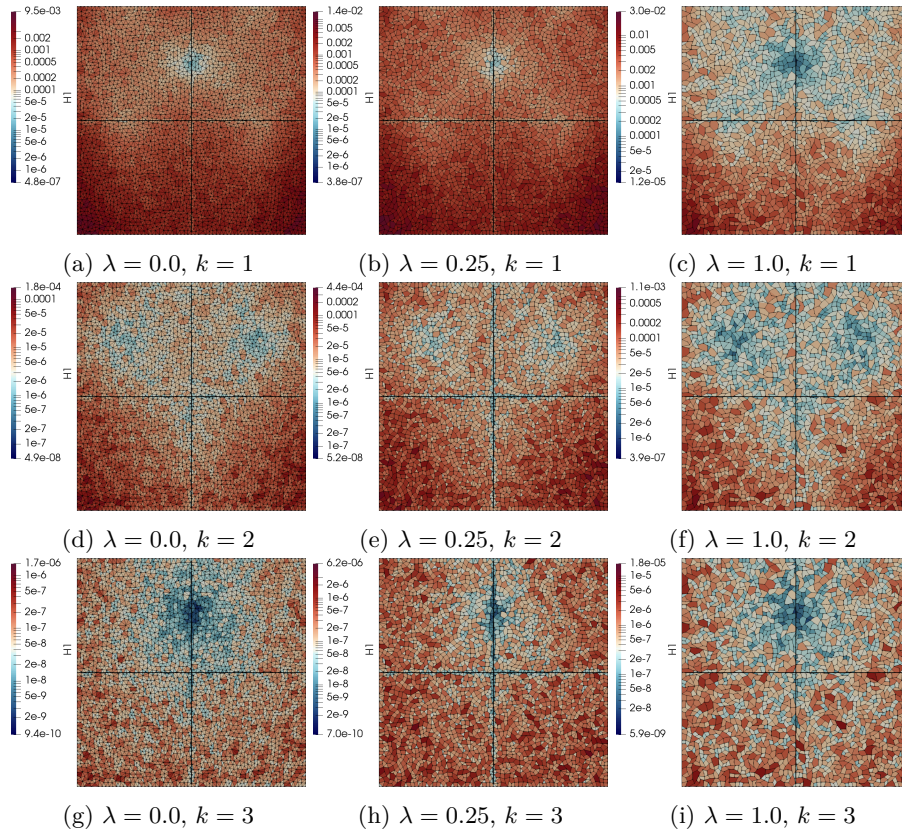 9.5e-03
0.002
0.001
0.0005
0.0002
0.0001
5e-5
2e-5
1e-5
5e-6
2e-6
1e-6
4.8e-07
H1
(a) λ = 0.0, k = 1
1.4e-02
0.005
0.002
0.001
0.0005
0.0002
0.0001
5e-5
2e-5
1e-5
5e-6
2e-6
1e-6
3.8e-07
H1
(b) λ = 0.25, k = 1
3.0e-02
0.01
0.005
0.002
0.001
0.0005
0.0002
0.0001
5e-5
2e-5
1.2e-05
H1
(c) λ = 1.0, k = 1
1.8e-04
0.0001
5e-5
2e-5
1e-5
5e-6
2e-6
1e-6
5e-7
2e-7
1e-7
4.9e-08
H1
(d) λ = 0.0, k = 2
4.4e-04
0.0002
0.0001
5e-5
2e-5
1e-5
5e-6
2e-6
1e-6
5e-7
2e-7
1e-7
5.2e-08
H1
(e) λ = 0.25, k = 2
1.1e-03
0.0005
0.0002
0.0001
5e-5
2e-5
1e-5
5e-6
2e-6
1e-6
3.9e-07
H1
(f) λ = 1.0, k = 2
1.7e-06
1e-6
5e-7
2e-7
1e-7
5e-8
2e-8
1e-8
5e-9
2e-9
9.4e-10
H1
(g) λ = 0.0, k = 3
6.2e-06
2e-6
1e-6
5e-7
2e-7
1e-7
5e-8
2e-8
1e-8
5e-9
2e-9
7.0e-10
H1
(h) λ = 0.25, k = 3
1.8e-05
5e-6
2e-6
1e-6
5e-7
2e-7
1e-7
5e-8
2e-8
5.9e-09
H1
(i) λ = 1.0, k = 3